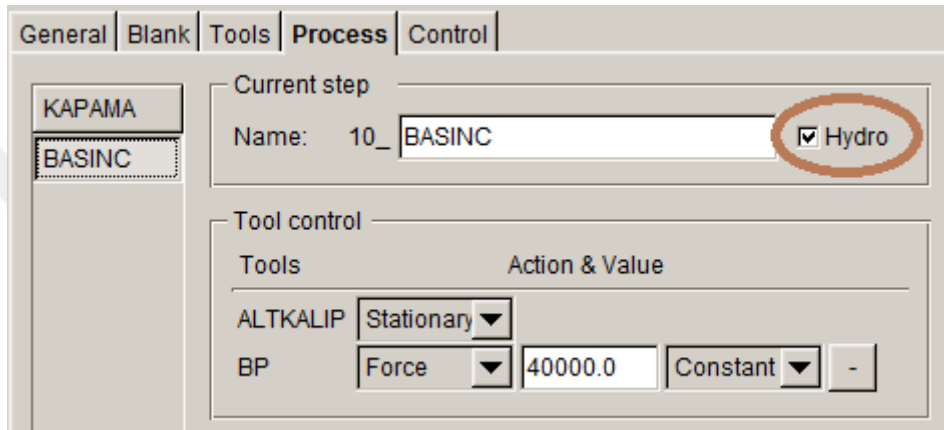 General Blank Tools Process Control
KAPAMA
BASINC
Current step
Name: 10_ BASINC Hydro
Tool control
Tools Action & Value
ALTKALIP Stationary
BP Force 40000.0 Constant -